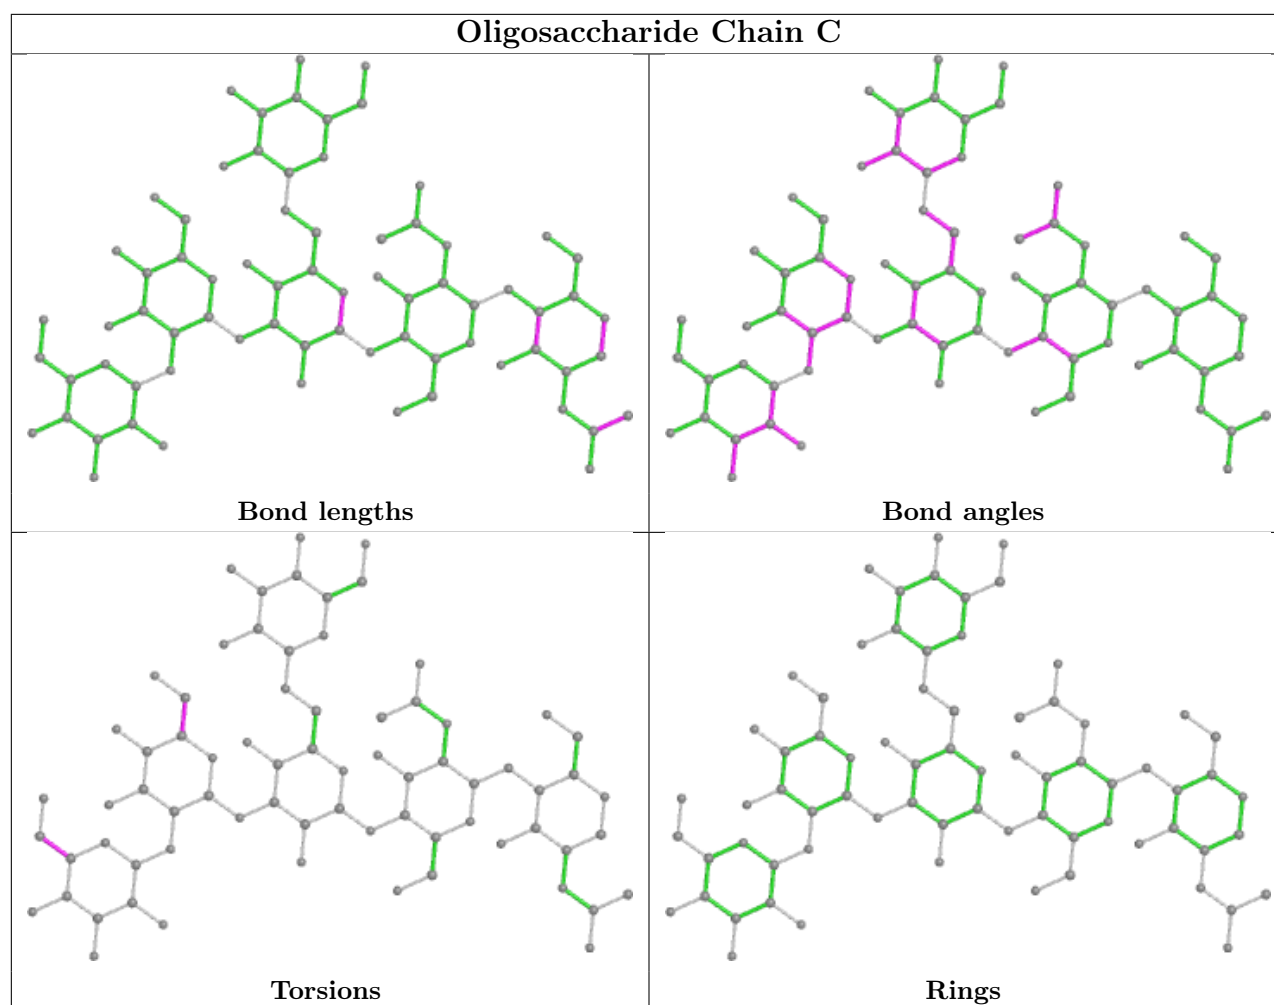 Oligosaccharide Chain C
Bond lengths
Bond angles
Torsions
Rings